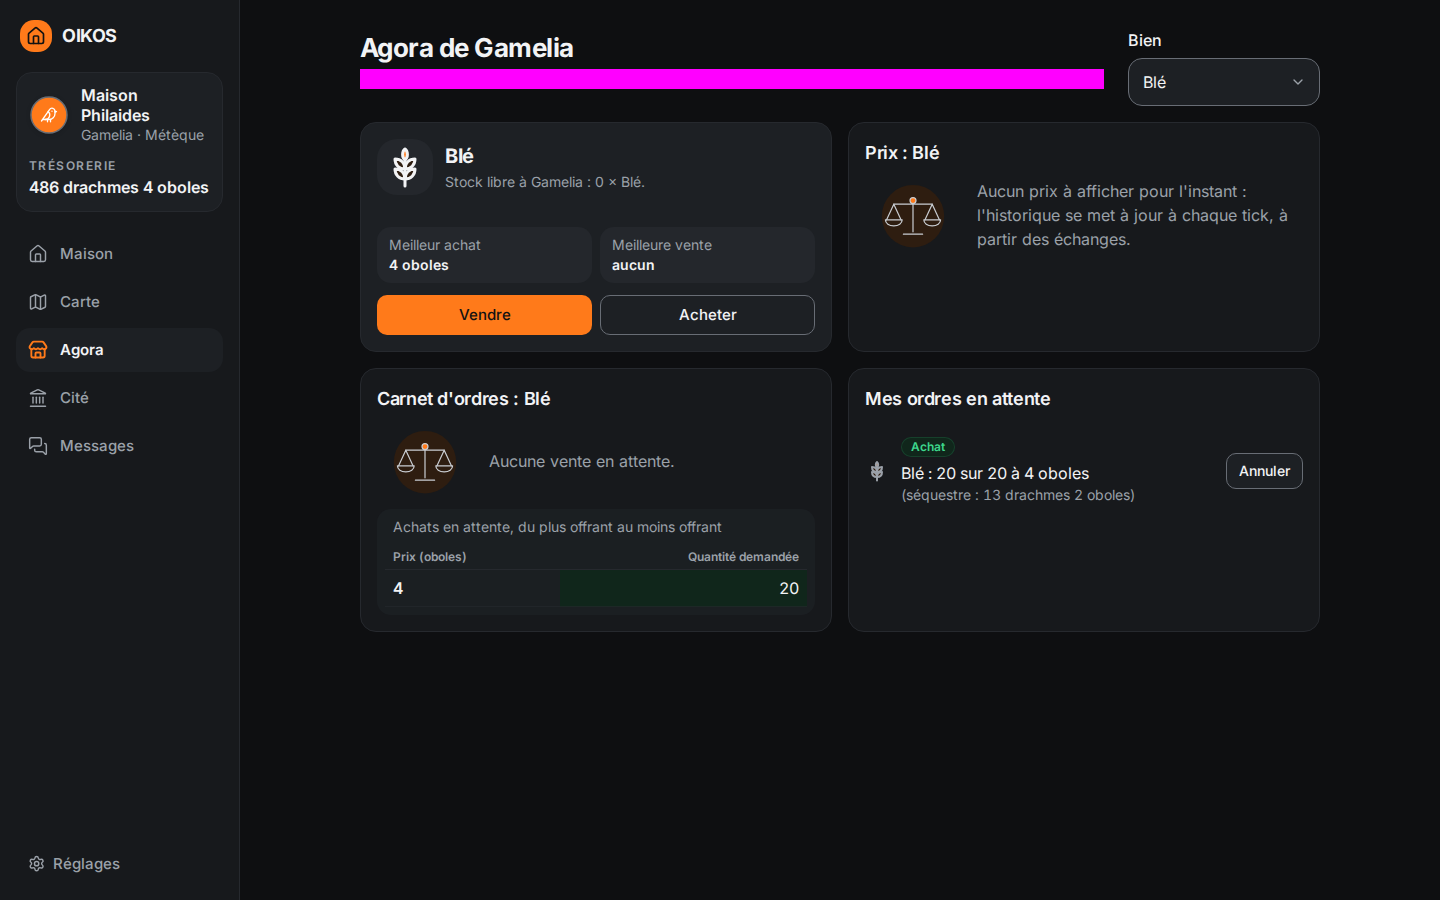 OIKOS
Maison
Philaides
Gamelia · Métèque
TRÉSORERIE
486 drachmes 4 oboles
Maison
Carte
Agora
Cité
Messages
Réglages
Agora de Gamelia
Bien
Blé
Blé
Stock libre à Gamelia : 0 × Blé.
Meilleur achat
4 oboles
Meilleure vente
aucun
Vendre
Acheter
Prix : Blé
Aucun prix à afficher pour l'instant :
l'historique se met à jour à chaque tick, à
partir des échanges.
Carnet d'ordres : Blé
Aucune vente en attente.
Achats en attente, du plus offrant au moins offrant
Prix (oboles) Quantité demandée
4 20
Mes ordres en attente
Achat
Blé : 20 sur 20 à 4 oboles
(séquestre : 13 drachmes 2 oboles)
Annuler